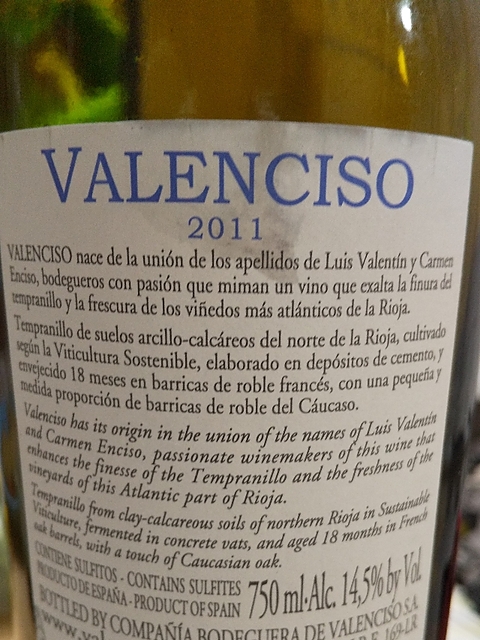 VALENCISO
2011
VALENCISO nace de la unión de los apellidos de Luis Valentín y Carmen
Enciso, bodegueros con pasión que miman un vino que exalta la finura del
tempranillo y la frescura de los viñedos más atlánticos de la Rioja.
Tempranillo de suelos arcillo-calcáreos del norte de la Rioja, cultivado
según la Viticultura Sostenible, elaborado en depósitos de cemento, y
envejecido 18 meses en barricas de roble francés, con una pequeña y
medida proporción de barricas de roble del Cáucaso.
Valenciso has its origin in the union of the names of Luis Valentín
and Carmen Enciso, passionate winemakers of this wine that
enhances the finesse of the Tempranillo and the freshness of the
vineyards of this Atlantic part of Rioja.
Tempranillo from clay-calcareous soils of northern Rioja in Sustainable
Viticulture, fermented in concrete vats, and aged 18 months in French
oak barrels, with a touch of Caucasian oak.
CONTIENE SULFITOS - CONTAINS SULFITES
PRODUCTO DE ESPAÑA - PRODUCT OF SPAIN
750 ml·Alc. 14,5% by Vol.
BOTTLED BY COMPAÑÍA BODEGUERA DE VALENCISO S.A.